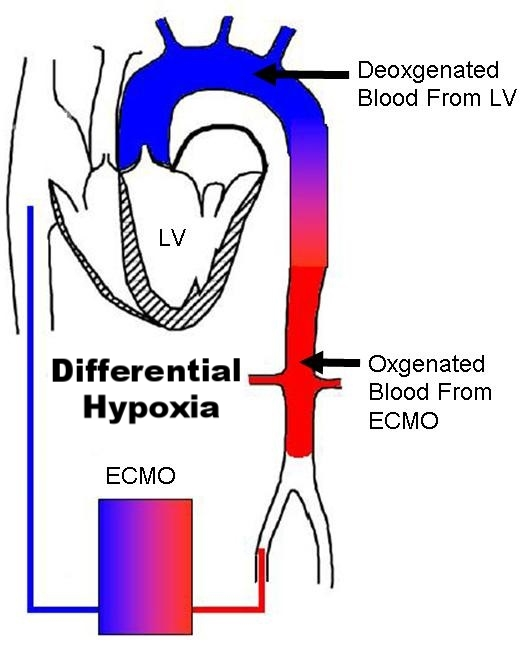 Deoxgenated
Blood From LV
LV
Differential
Hypoxia
Oxgenated
Blood From
ECMO
ECMO